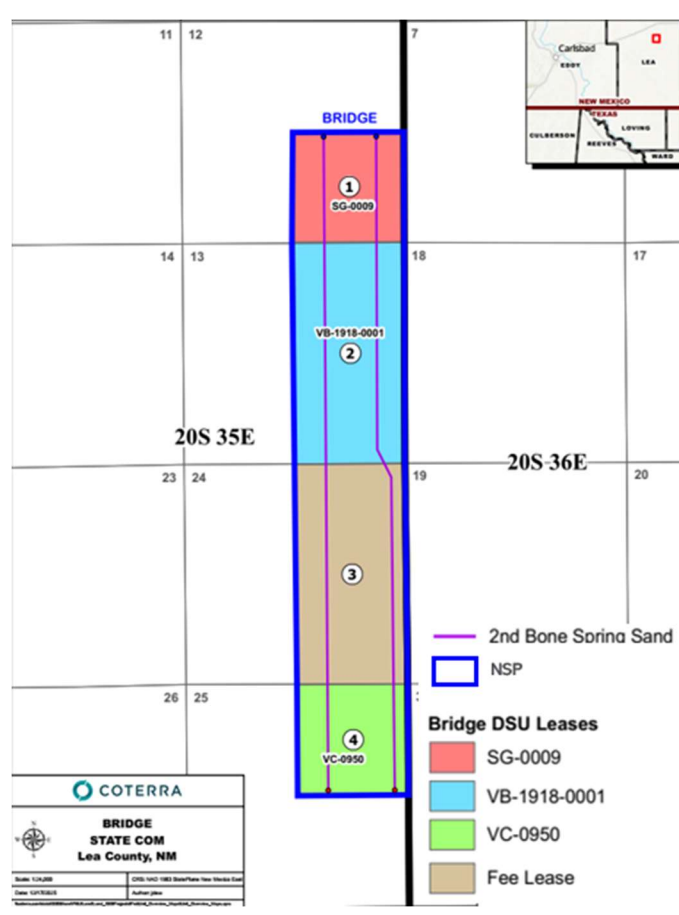 11 12
7
Carlsbad
EDDY
LEA
NEW MEXICO
TEXAS
CULBERSON
LOVING
REEVES
WARD
BRIDGE
1
SG-0009
14 13
18
17
VB-1918-0001
2
20S 35E
20S 36E
23 24
19
20
3
2nd Bone Spring Sand
NSP
26 25
4
VC-0950
Bridge DSU Leases
SG-0009
VB-1918-0001
VC-0950
Fee Lease
COTERRA
BRIDGE
STATE COM
Lea County, NM
N
W E
S